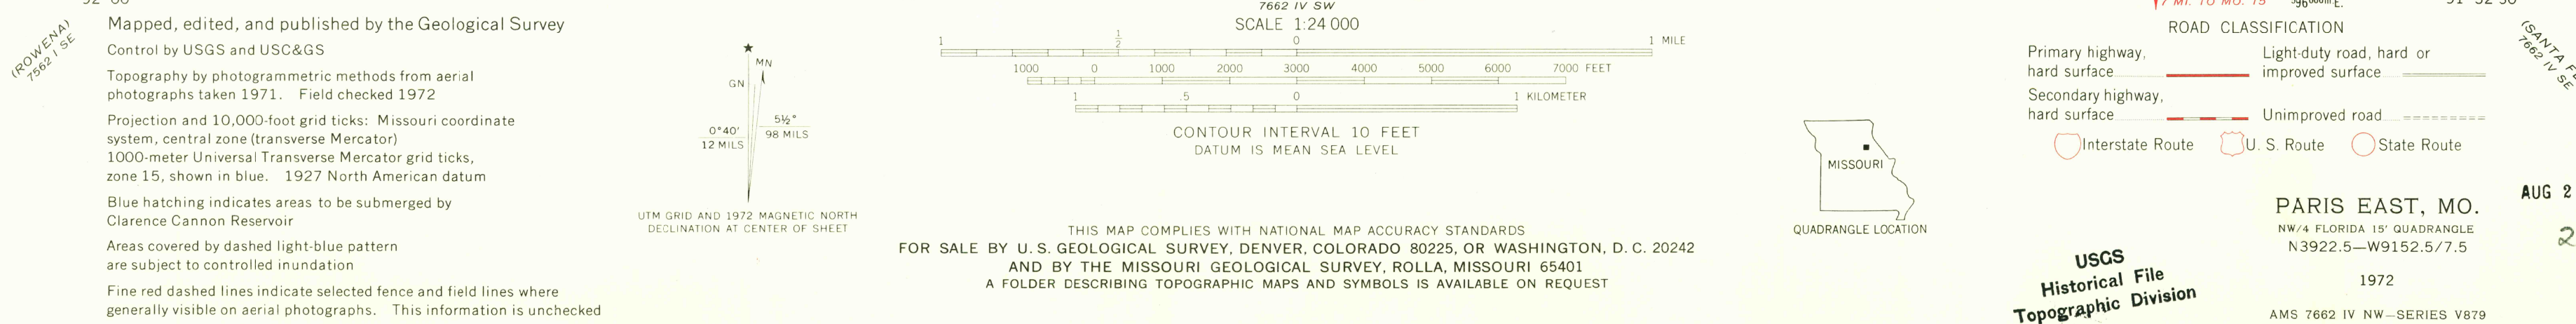 (ROWENA)
7562 I SE
Mapped, edited, and published by the Geological Survey
Control by USGS and USC&GS
Topography by photogrammetric methods from aerial
photographs taken 1971. Field checked 1972
Projection and 10,000-foot grid ticks: Missouri coordinate
system, central zone (transverse Mercator)
1000-meter Universal Transverse Mercator grid ticks,
zone 15, shown in blue. 1927 North American datum
Blue hatching indicates areas to be submerged by
Clarence Cannon Reservoir
Areas covered by dashed light-blue pattern
are subject to controlled inundation
Fine red dashed lines indicate selected fence and field lines where
generally visible on aerial photographs. This information is unchecked
★
MN
GN
0°40'
12 MILS
5½°
98 MILS
UTM GRID AND 1972 MAGNETIC NORTH
DECLINATION AT CENTER OF SHEET
7662 IV SW
SCALE 1:24 000
1 ½ 0 1 MILE
1000 0 1000 2000 3000 4000 5000 6000 7000 FEET
1 .5 0 1 KILOMETER
CONTOUR INTERVAL 10 FEET
DATUM IS MEAN SEA LEVEL
THIS MAP COMPLIES WITH NATIONAL MAP ACCURACY STANDARDS
FOR SALE BY U. S. GEOLOGICAL SURVEY, DENVER, COLORADO 80225, OR WASHINGTON, D. C. 20242
AND BY THE MISSOURI GEOLOGICAL SURVEY, ROLLA, MISSOURI 65401
A FOLDER DESCRIBING TOPOGRAPHIC MAPS AND SYMBOLS IS AVAILABLE ON REQUEST
MISSOURI
QUADRANGLE LOCATION
7 MI. TO MO. 15
ROAD CLASSIFICATION
Primary highway,
hard surface
Light-duty road, hard or
improved surface
Secondary highway,
hard surface
Unimproved road
Interstate Route
U. S. Route
State Route
7662 IV SE
PARIS EAST, MO.
NW/4 FLORIDA 15' QUADRANGLE
N3922.5—W9152.5/7.5
1972
AMS 7662 IV NW—SERIES V879
USGS
Historical File
Topographic Division
AUG 2
2